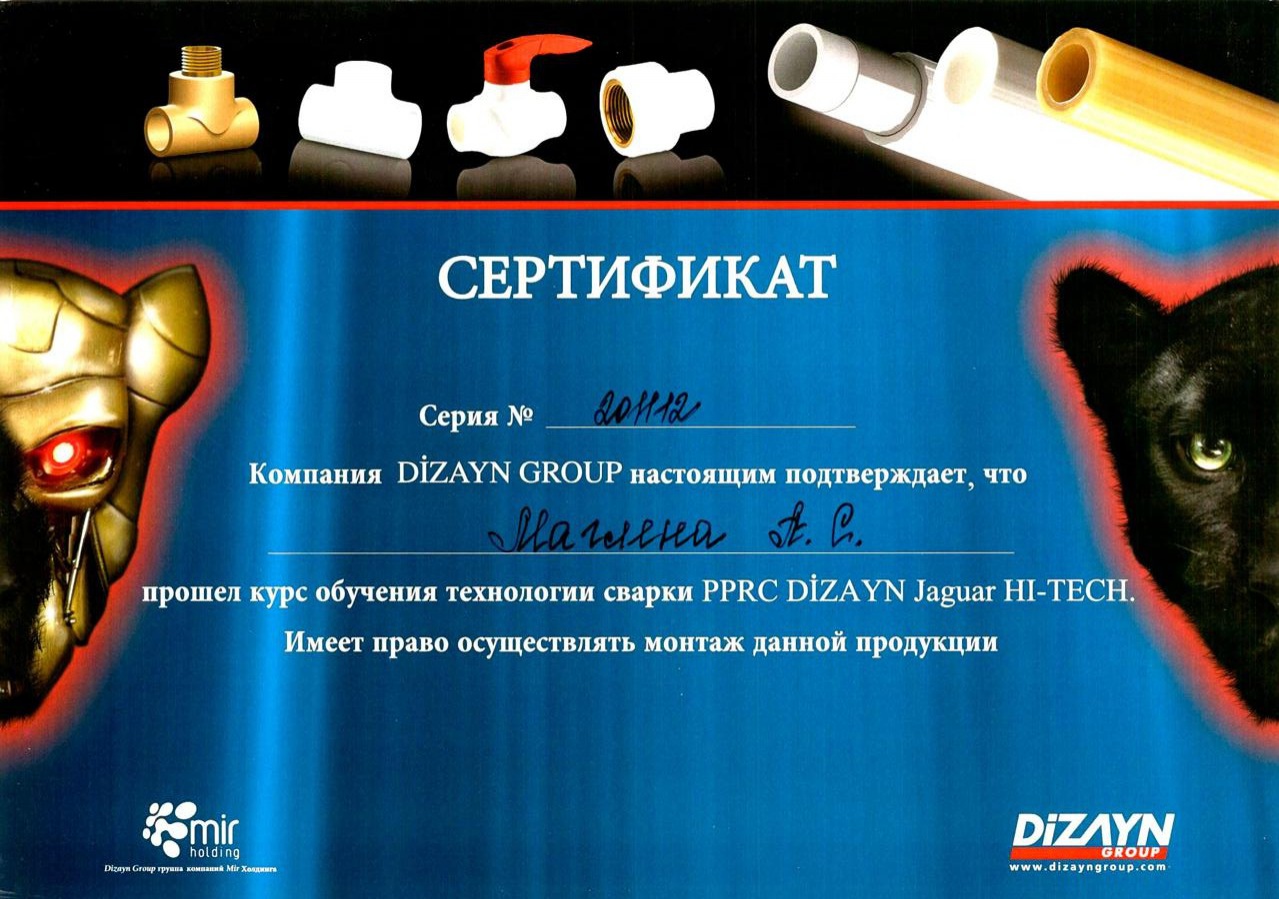 СЕРТИФИКАТ
Серия № 201112
Компания DİZAYN GROUP настоящим подтверждает, что
А. С.
прошел курс обучения технологии сварки PPRC DİZAYN Jaguar HI-TECH.
Имеет право осуществлять монтаж данной продукции
mir
holding
Dizayn Group группа компаний Mir Холдинга
DiZAYN
GROUP
www.dizayngroup.com